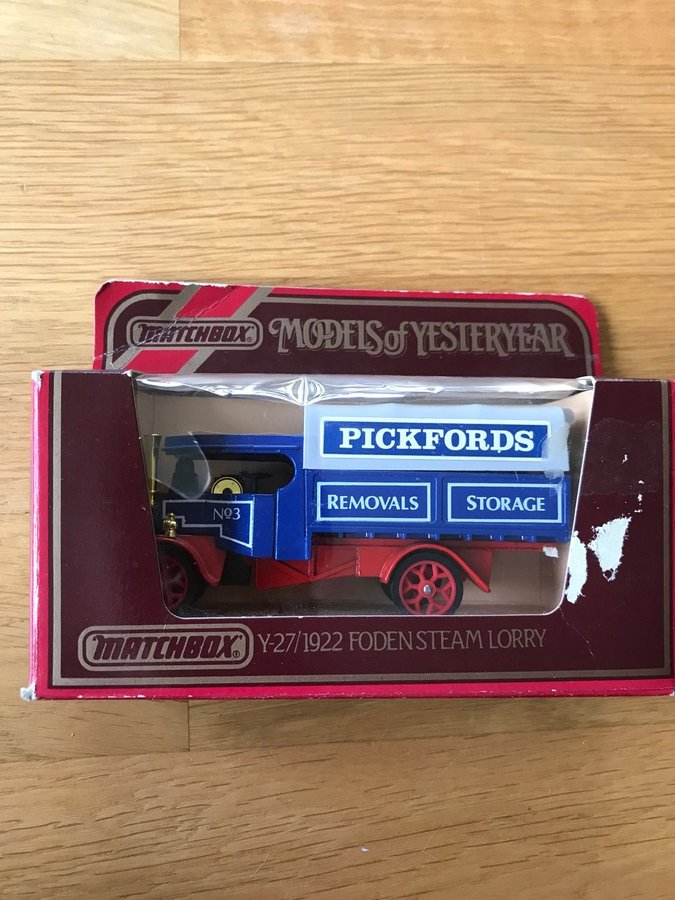 MATCHBOX®
MODELS of YESTERYEAR
PICKFORDS
REMOVALS
STORAGE
Nº3
MATCHBOX®
Y-27/1922 FODEN STEAM LORRY